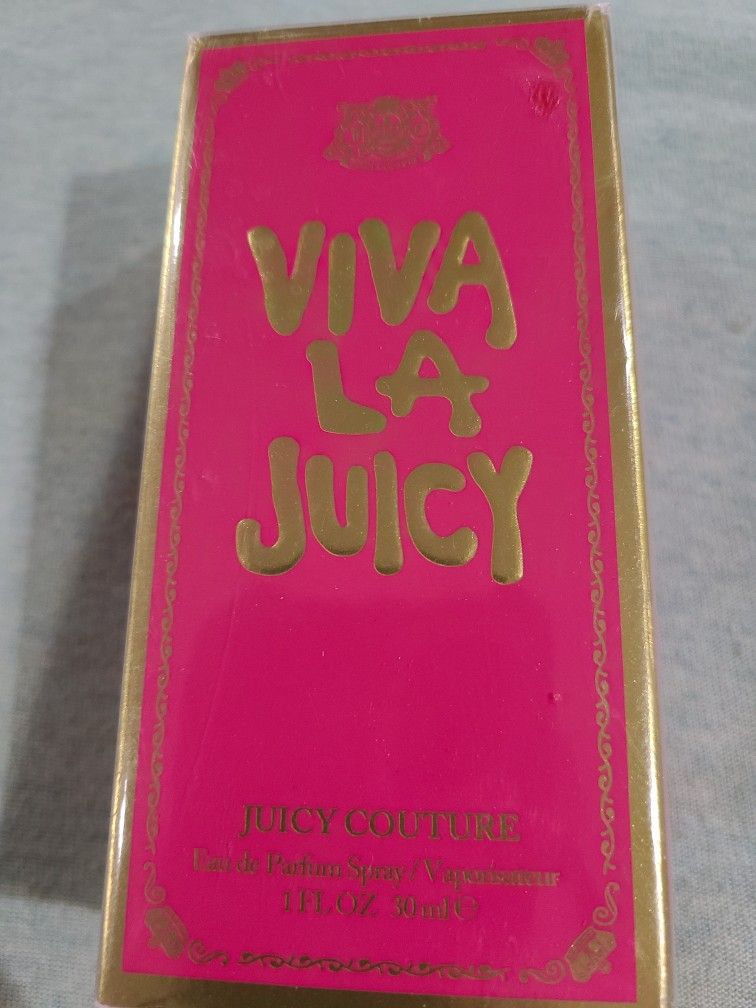 VIVA
LA
JUICY
JUICY COUTURE
Eau de Parfum Spray / Vaporisateur
1 FL OZ 30 ml ℮